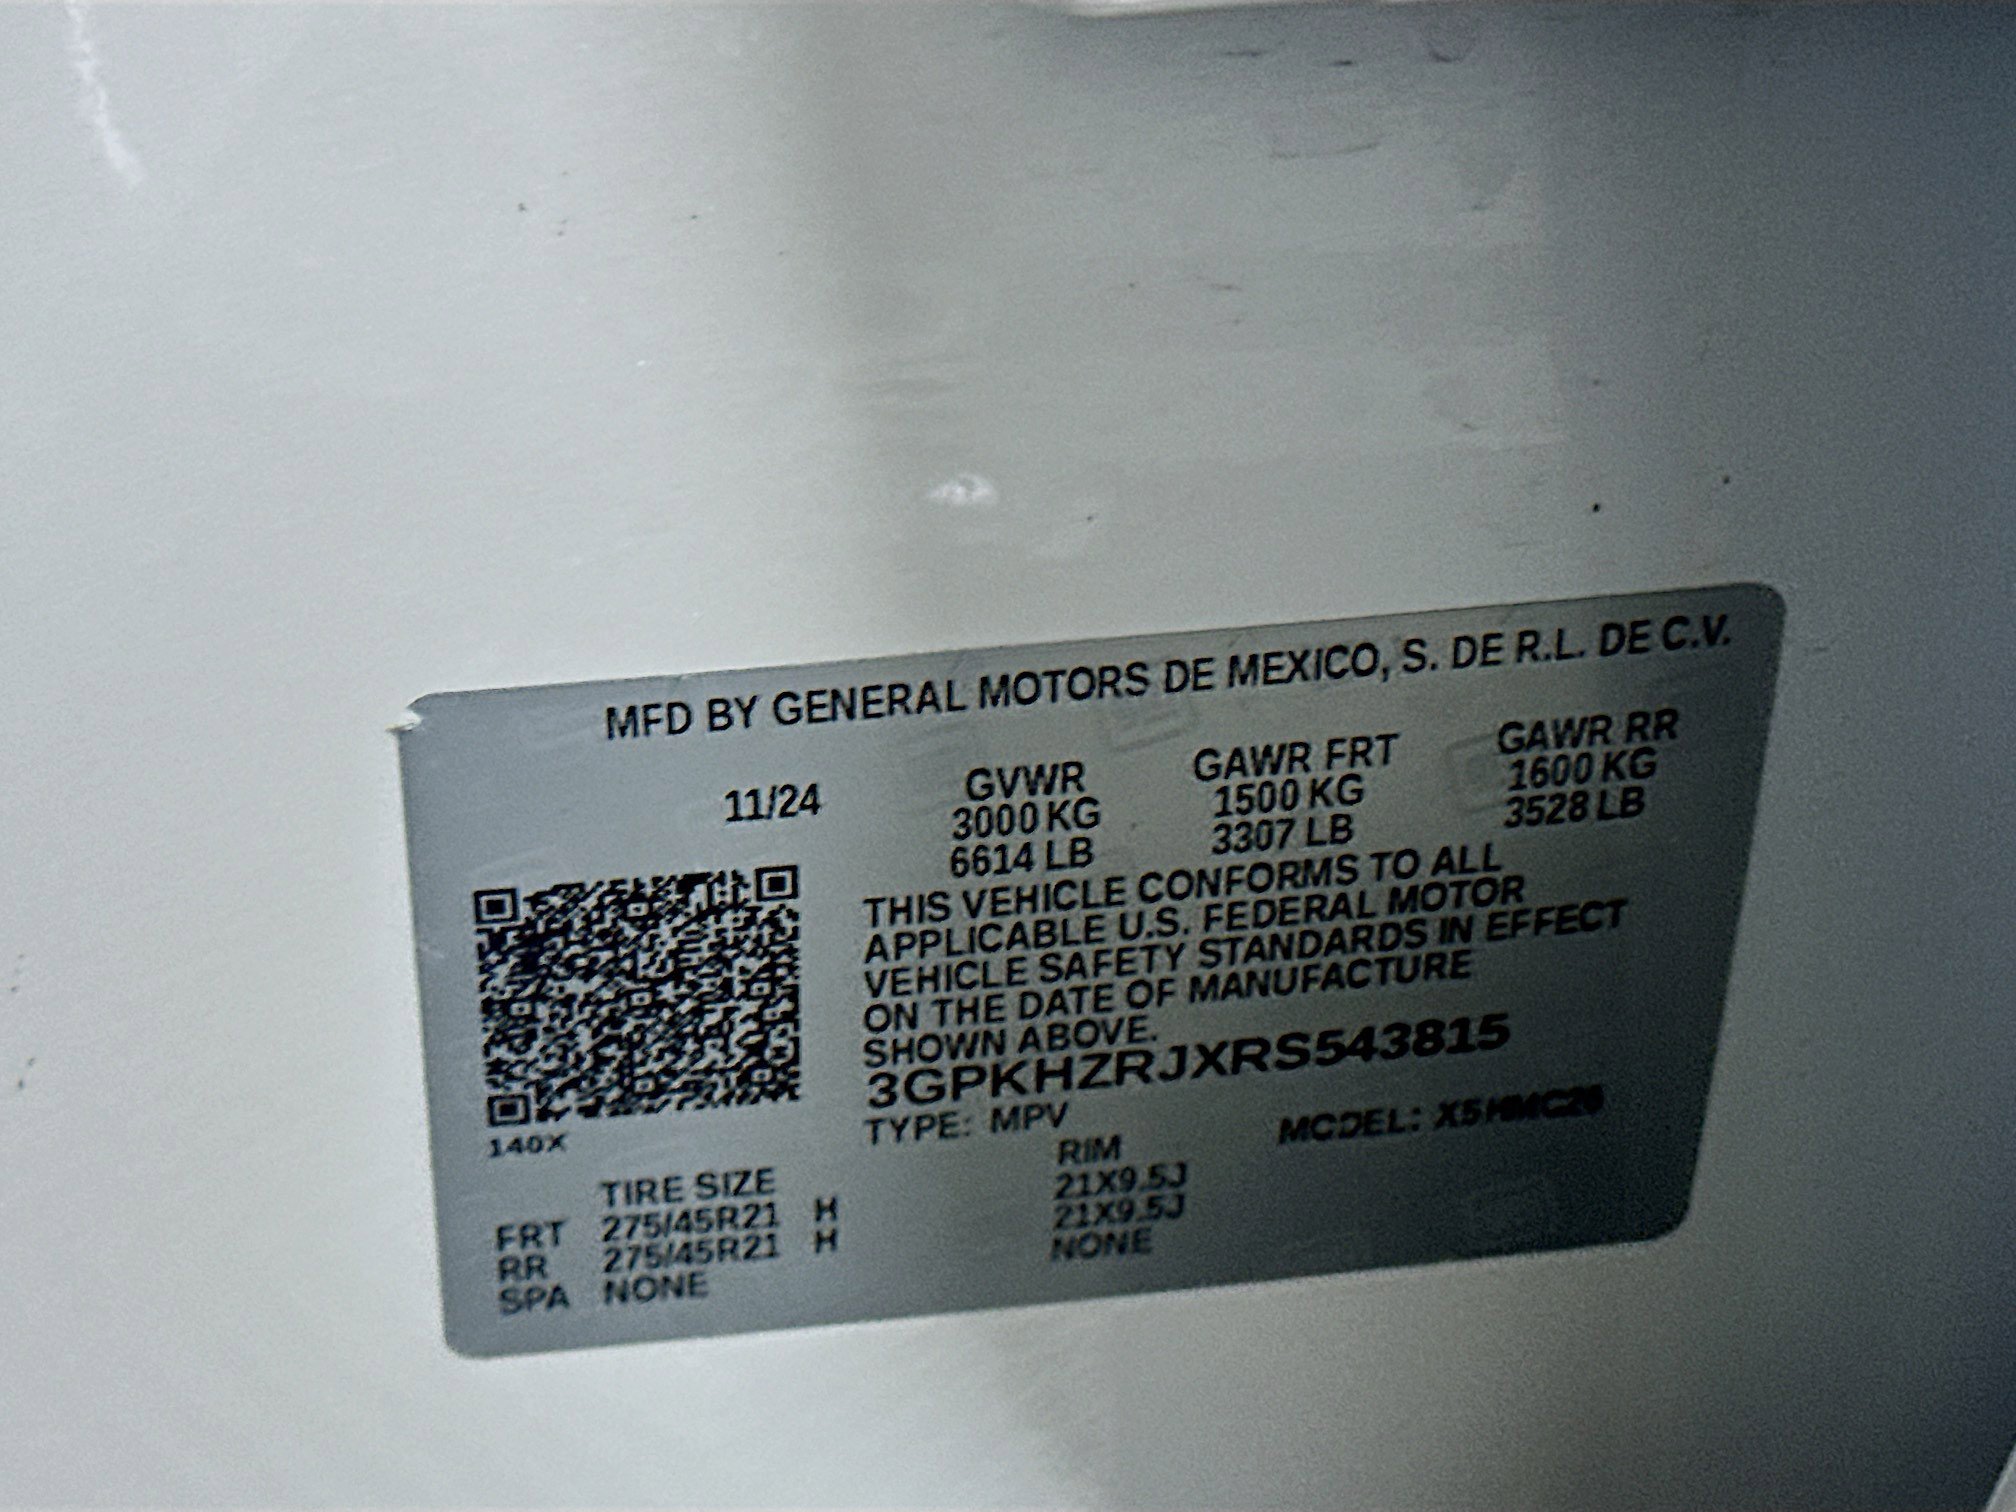 MFD BY GENERAL MOTORS DE MEXICO, S. DE R.L. DE C.V.
11/24 GVWR GAWR FRT GAWR RR
3000 KG 1500 KG 1600 KG
6614 LB 3307 LB 3528 LB
THIS VEHICLE CONFORMS TO ALL
APPLICABLE U.S. FEDERAL MOTOR
VEHICLE SAFETY STANDARDS IN EFFECT
ON THE DATE OF MANUFACTURE
SHOWN ABOVE.
3GPKHZRJXRS543815
TYPE: MPV MODEL:
140X
TIRE SIZE RIM
FRT 275/45R21 H 21X9.5J
RR 275/45R21 H 21X9.5J
SPA NONE NONE